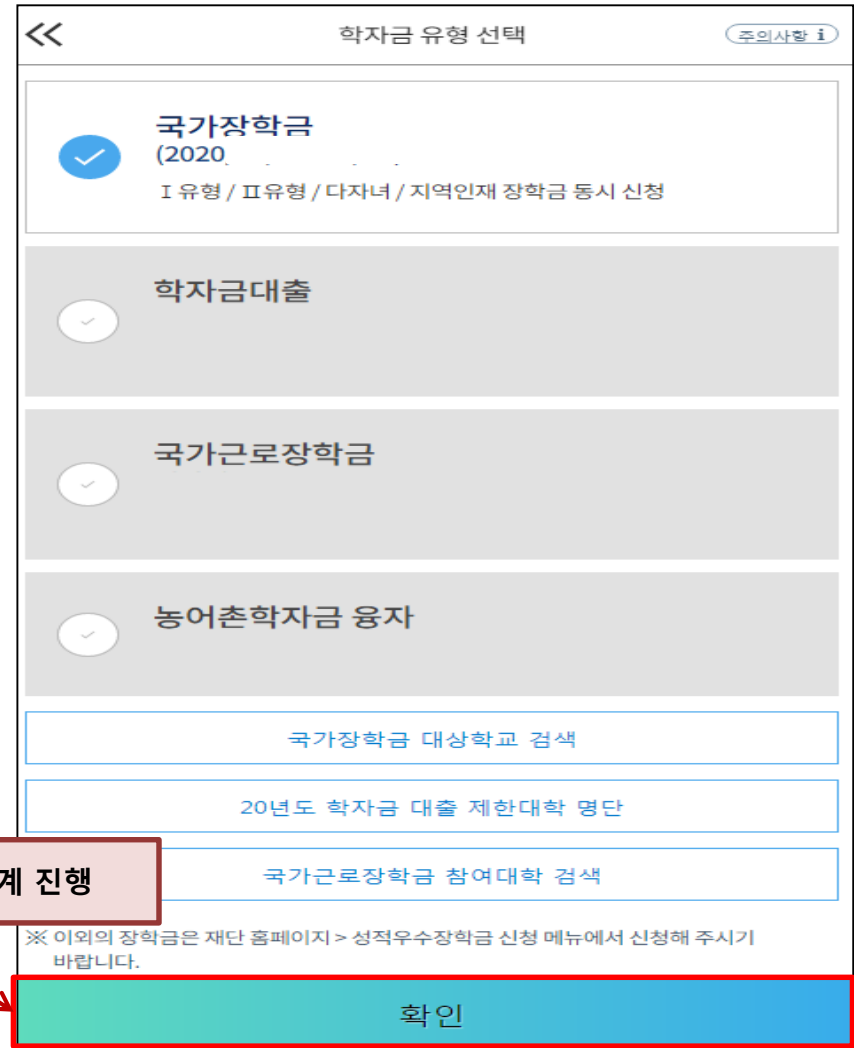 학자금 유형 선택
주의사항 i
국가장학금
(2020
I 유형 / II유형 / 다자녀 / 지역인재 장학금 동시 신청
학자금대출
국가근로장학금
농어촌학자금 융자
국가장학금 대상학교 검색
20년도 학자금 대출 제한대학 명단
계 진행
국가근로장학금 참여대학 검색
※ 이외의 장학금은 재단 홈페이지 > 성적우수장학금 신청 메뉴에서 신청해 주시기
바랍니다.
확인